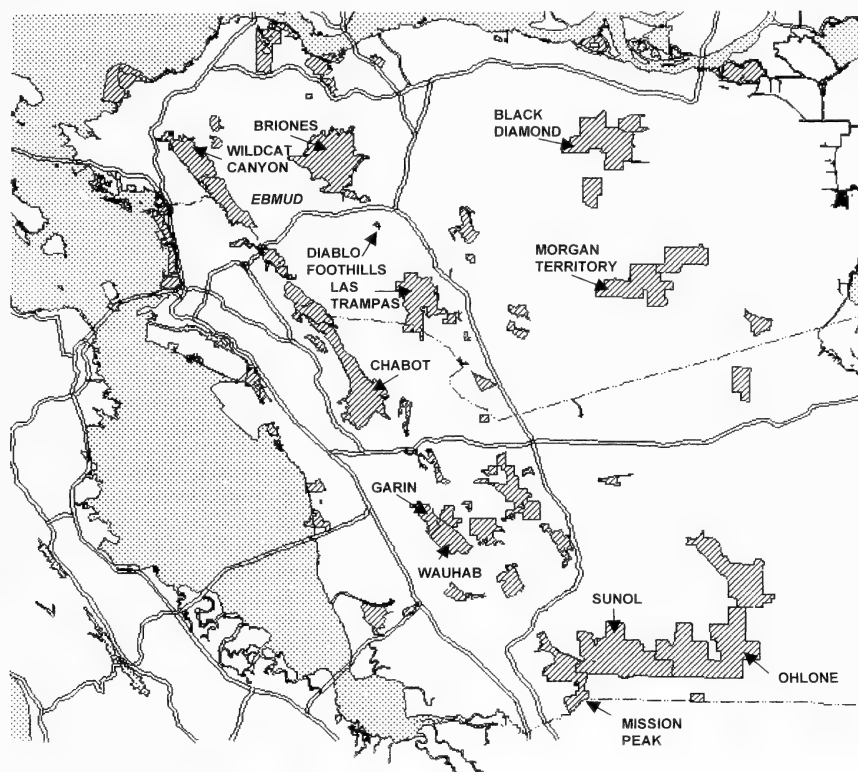 BRIONES
WILDCAT
CANYON
EBMUD
BLACK
DIAMOND
DIABLO
FOOTHILLS
LAS
TRAMPAS
MORGAN
TERRITORY
CHABOT
GARIN
WAUHAB
SUNOL
OHLONE
MISSION
PEAK